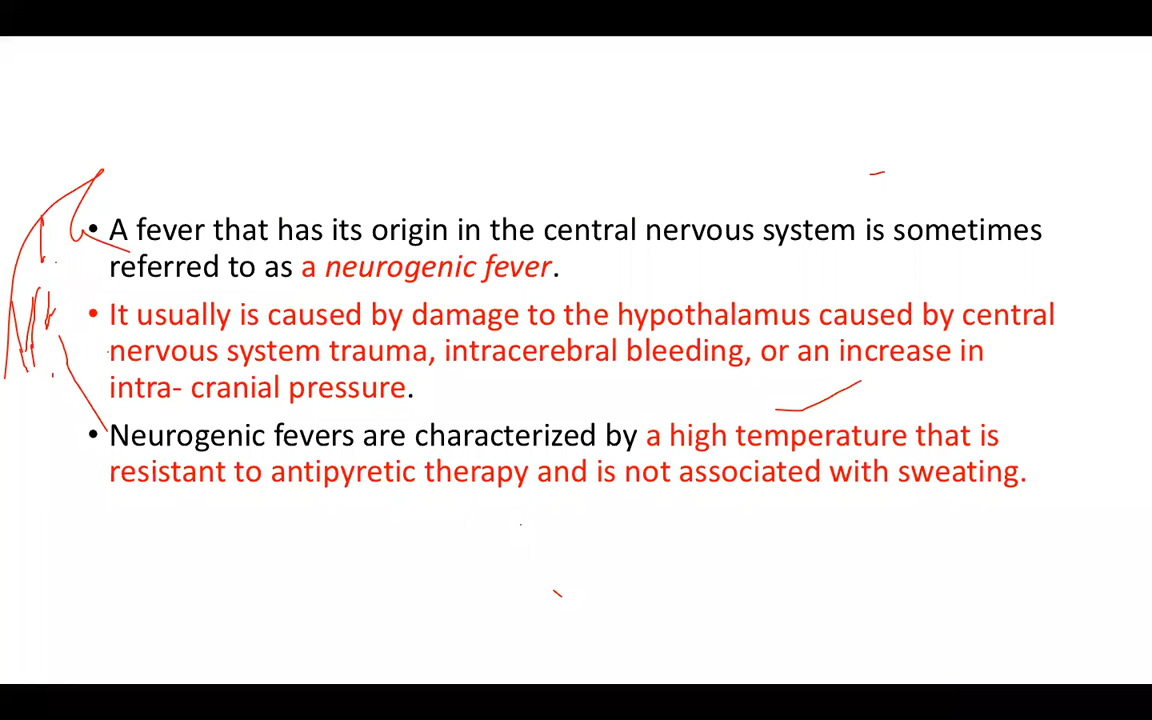 • A fever that has its origin in the central nervous system is sometimes
referred to as a neurogenic fever.
• It usually is caused by damage to the hypothalamus caused by central
nervous system trauma, intracerebral bleeding, or an increase in
intra- cranial pressure.
• Neurogenic fevers are characterized by a high temperature that is
resistant to antipyretic therapy and is not associated with sweating.